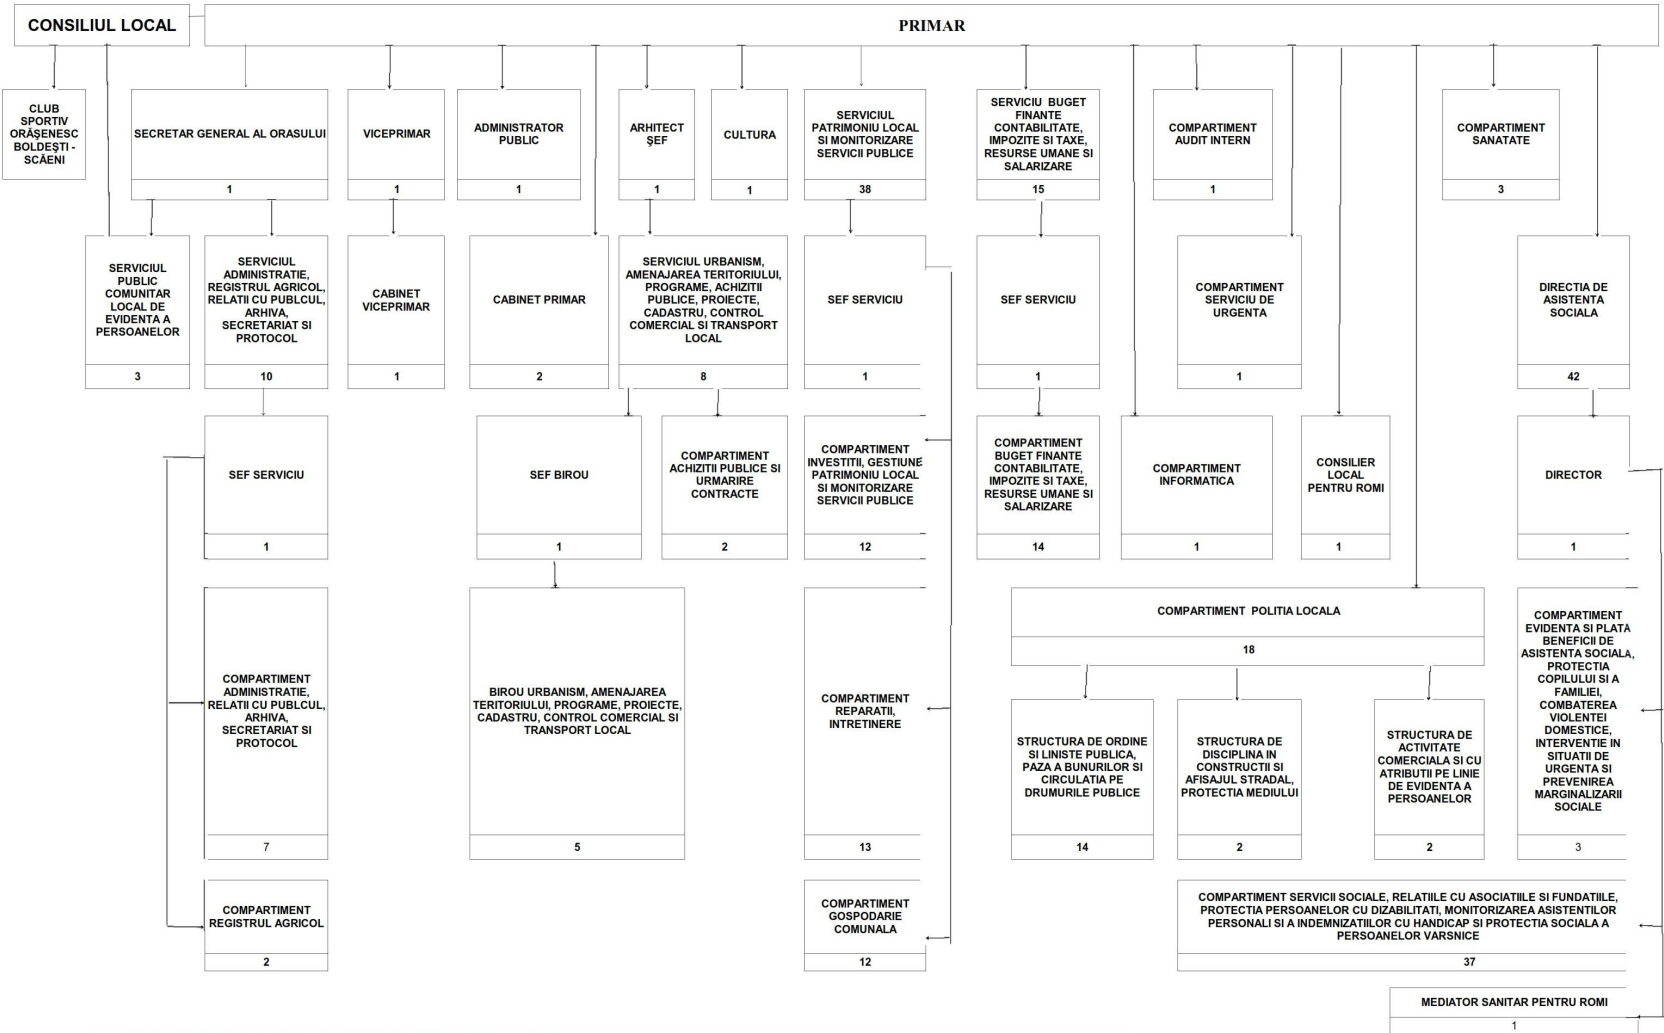 CONSILIUL LOCAL
PRIMAR
CLUB
SPORTIV
ORĂŞENESC
BOLDEŞTI -
SCĂENI
SECRETAR GENERAL AL ORASULUI
1
VICEPRIMAR
1
ADMINISTRATOR
PUBLIC
1
ARHITECT
ŞEF
1
CULTURA
1
SERVICIUL
PATRIMONIU LOCAL
SI MONITORIZARE
SERVICII PUBLICE
38
SERVICIU BUGET
FINANTE
CONTABILITATE,
IMPOZITE SI TAXE,
RESURSE UMANE SI
SALARIZARE
15
COMPARTIMENT
AUDIT INTERN
1
COMPARTIMENT
SANATATE
3
SERVICIUL
PUBLIC
COMUNITAR
LOCAL DE
EVIDENTA A
PERSOANELOR
3
SERVICIUL
ADMINISTRATIE,
REGISTRUL AGRICOL,
RELATII CU PUBLCUL,
ARHIVA,
SECRETARIAT SI
PROTOCOL
10
CABINET
VICEPRIMAR
1
CABINET PRIMAR
2
SERVICIUL URBANISM,
AMENAJAREA TERITORIULUI,
PROGRAME, ACHIZITII
PUBLICE, PROIECTE,
CADASTRU, CONTROL
COMERCIAL SI TRANSPORT
LOCAL
8
SEF SERVICIU
1
SEF SERVICIU
1
COMPARTIMENT
SERVICIU DE
URGENTA
1
DIRECTIA DE
ASISTENTA
SOCIALA
42
SEF SERVICIU
1
SEF BIROU
1
COMPARTIMENT
ACHIZITII PUBLICE SI
URMARIRE
CONTRACTE
2
COMPARTIMENT
INVESTITII, GESTIUNE
PATRIMONIU LOCAL
SI MONITORIZARE
SERVICII PUBLICE
12
COMPARTIMENT
BUGET FINANTE
CONTABILITATE,
IMPOZITE SI TAXE,
RESURSE UMANE SI
SALARIZARE
14
COMPARTIMENT
INFORMATICA
1
CONSILIER
LOCAL
PENTRU ROMI
1
DIRECTOR
1
COMPARTIMENT
ADMINISTRATIE,
RELATII CU PUBLCUL,
ARHIVA,
SECRETARIAT SI
PROTOCOL
7
BIROU URBANISM, AMENAJAREA
TERITORIULUI, PROGRAME, PROIECTE,
CADASTRU, CONTROL COMERCIAL SI
TRANSPORT LOCAL
5
COMPARTIMENT
REPARATII,
INTRETINERE
13
COMPARTIMENT POLITIA LOCALA
18
STRUCTURA DE ORDINE
SI LINISTE PUBLICA,
PAZA A BUNURILOR SI
CIRCULATIA PE
DRUMURILE PUBLICE
14
STRUCTURA DE
DISCIPLINA IN
CONSTRUCTII SI
AFISAJUL STRADAL,
PROTECTIA MEDIULUI
2
STRUCTURA DE
ACTIVITATE
COMERCIALA SI CU
ATRIBUTII PE LINIE
DE EVIDENTA A
PERSOANELOR
2
COMPARTIMENT
EVIDENTA SI PLATA
BENEFICII DE
ASISTENTA SOCIALA,
PROTECTIA
COPILULUI SI A
FAMILIEI,
COMBATEREA
VIOLENTEI
DOMESTICE,
INTERVENTIE IN
SITUATII DE
URGENTA SI
PREVENIREA
MARGINALIZARII
SOCIALE
3
COMPARTIMENT
REGISTRUL AGRICOL
2
COMPARTIMENT
GOSPODARIE
COMUNALA
12
COMPARTIMENT SERVICII SOCIALE, RELATIILE CU ASOCIATIILE SI FUNDATIILE,
PROTECTIA PERSOANELOR CU DIZABILITATI, MONITORIZAREA ASISTENTILOR
PERSONALI SI A INDEMNIZATIILOR CU HANDICAP SI PROTECTIA SOCIALA A
PERSOANELOR VARSNICE
37
MEDIATOR SANITAR PENTRU ROMI
1